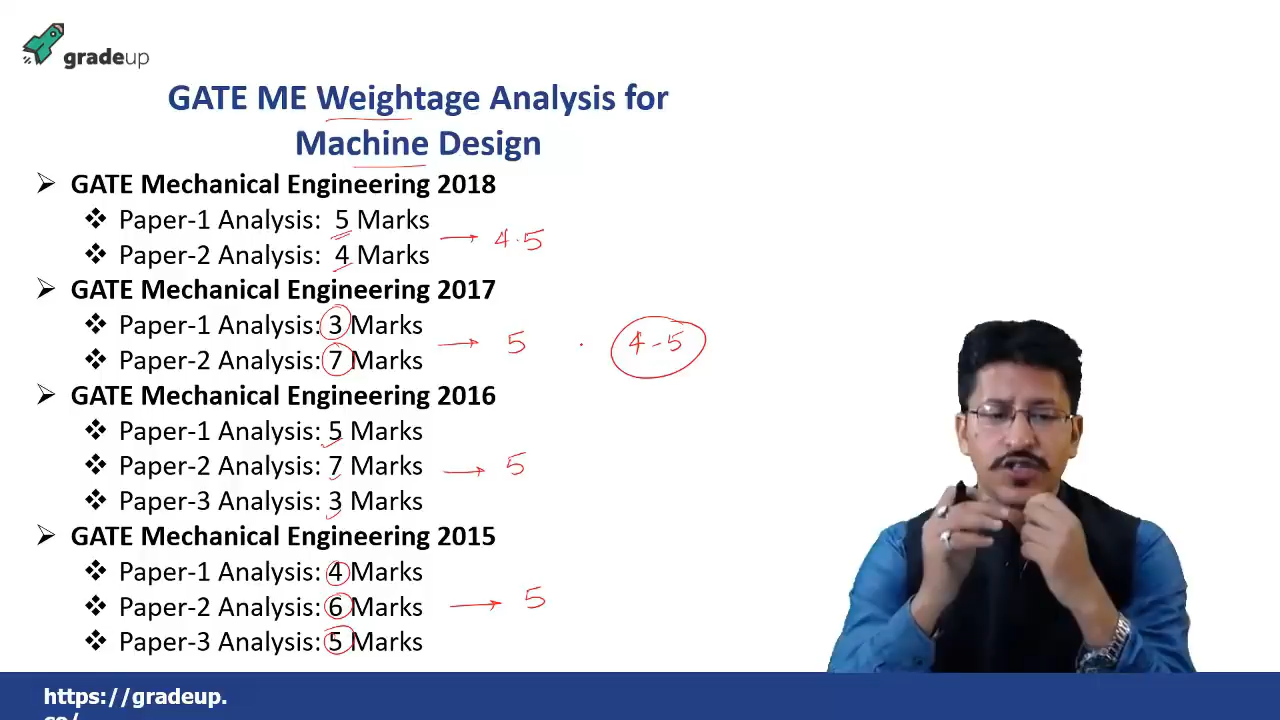 gradeup
GATE ME Weightage Analysis for
Machine Design
➢ GATE Mechanical Engineering 2018
❖ Paper-1 Analysis: 5 Marks
❖ Paper-2 Analysis: 4 Marks
→ 4.5
➢ GATE Mechanical Engineering 2017
❖ Paper-1 Analysis: 3 Marks
❖ Paper-2 Analysis: 7 Marks
→ 5 4-5
➢ GATE Mechanical Engineering 2016
❖ Paper-1 Analysis: 5 Marks
❖ Paper-2 Analysis: 7 Marks → 5
❖ Paper-3 Analysis: 3 Marks
➢ GATE Mechanical Engineering 2015
❖ Paper-1 Analysis: 4 Marks
❖ Paper-2 Analysis: 6 Marks → 5
❖ Paper-3 Analysis: 5 Marks
https://gradeup.
co/